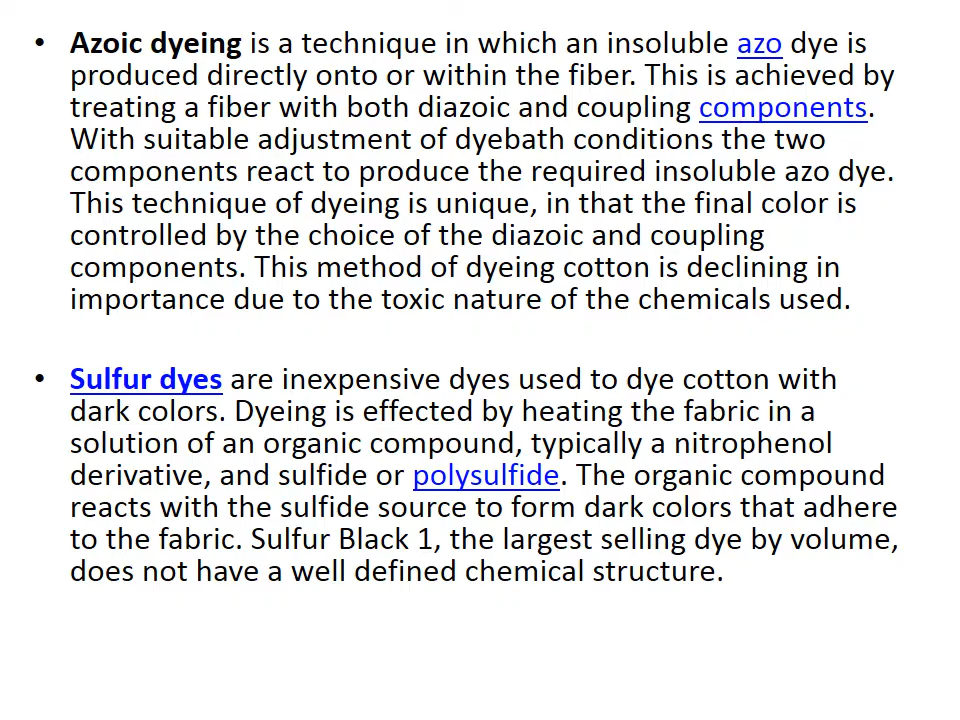 • Azoic dyeing is a technique in which an insoluble azo dye is
produced directly onto or within the fiber. This is achieved by
treating a fiber with both diazoic and coupling components.
With suitable adjustment of dyebath conditions the two
components react to produce the required insoluble azo dye.
This technique of dyeing is unique, in that the final color is
controlled by the choice of the diazoic and coupling
components. This method of dyeing cotton is declining in
importance due to the toxic nature of the chemicals used.
• Sulfur dyes are inexpensive dyes used to dye cotton with
dark colors. Dyeing is effected by heating the fabric in a
solution of an organic compound, typically a nitrophenol
derivative, and sulfide or polysulfide. The organic compound
reacts with the sulfide source to form dark colors that adhere
to the fabric. Sulfur Black 1, the largest selling dye by volume,
does not have a well defined chemical structure.